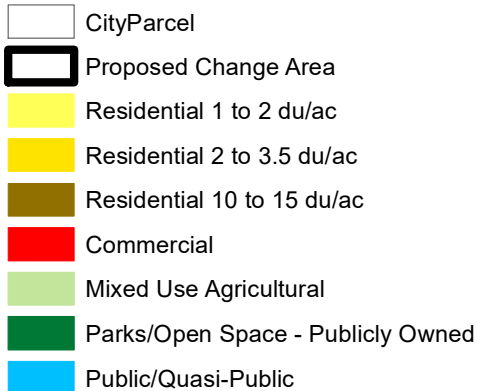 CityParcel
Proposed Change Area
Residential 1 to 2 du/ac
Residential 2 to 3.5 du/ac
Residential 10 to 15 du/ac
Commercial
Mixed Use Agricultural
Parks/Open Space - Publicly Owned
Public/Quasi-Public